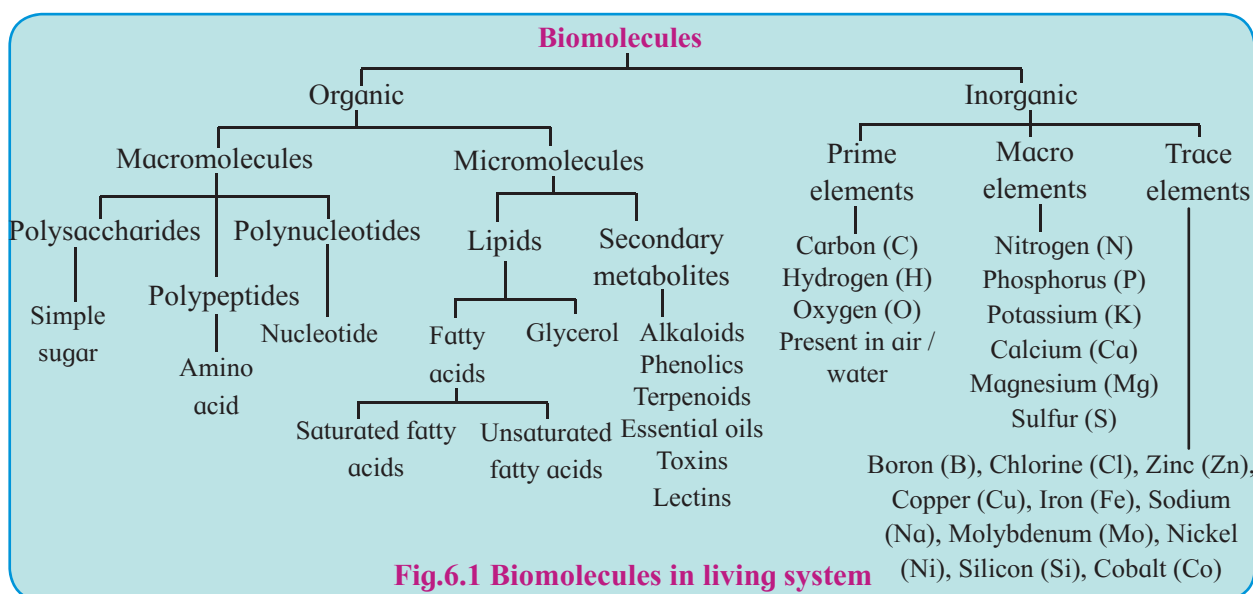 Biomolecules
Organic
Inorganic
Macromolecules
Micromolecules
Prime
elements
Macro
elements
Trace
elements
Polysaccharides
Polypeptides
Polynucleotides
Simple
sugar
Amino
acid
Nucleotide
Lipids
Secondary
metabolites
Fatty
acids
Glycerol
Saturated fatty
acids
Unsaturated
fatty acids
Alkaloids
Phenolics
Terpenoids
Essential oils
Toxins
Lectins
Carbon (C)
Hydrogen (H)
Oxygen (O)
Present in air /
water
Nitrogen (N)
Phosphorus (P)
Potassium (K)
Calcium (Ca)
Magnesium (Mg)
Sulfur (S)
Boron (B), Chlorine (Cl), Zinc (Zn),
Copper (Cu), Iron (Fe), Sodium
(Na), Molybdenum (Mo), Nickel
(Ni), Silicon (Si), Cobalt (Co)
Fig.6.1 Biomolecules in living system